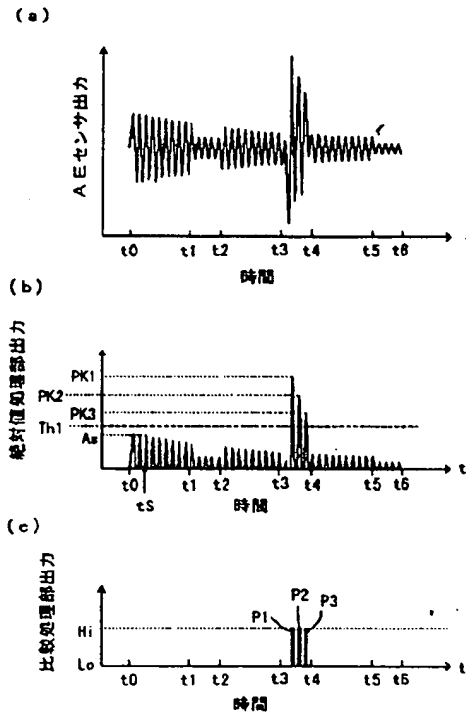 (a)
AEセンサ出力
t0 t1 t2 t3 t4 t5 t6
時間
(b)
絶対値処理部出力
PK1
PK2
PK3
Th1
As
t0 t1 t2 t3 t4 t5 t6 t
tS
時間
(c)
比較処理部出力
P1 P2 P3
Hi
Lo
t0 t1 t2 t3 t4 t5 t6 t
時間